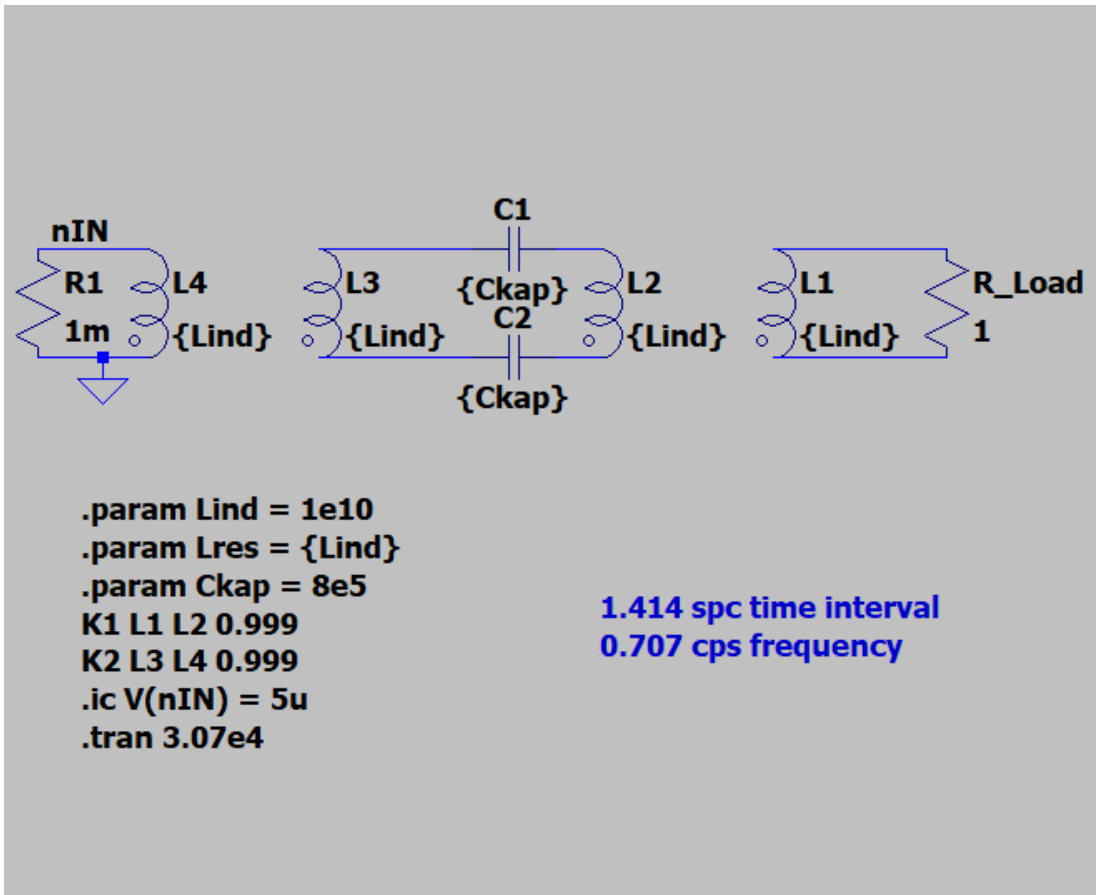 C1
nIN
R1 L4 L3 {Ckap} L2 L1 R_Load
C2
1m {Lind} {Lind} {Lind} {Lind} 1
{Ckap}
.param Lind = 1e10
.param Lres = {Lind}
.param Ckap = 8e5
K1 L1 L2 0.999
K2 L3 L4 0.999
.ic V(nIN) = 5u
.tran 3.07e4
1.414 spc time interval
0.707 cps frequency